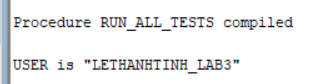 Procedure RUN_ALL_TESTS compiled
USER is "LETHANHTINH_LAB3"